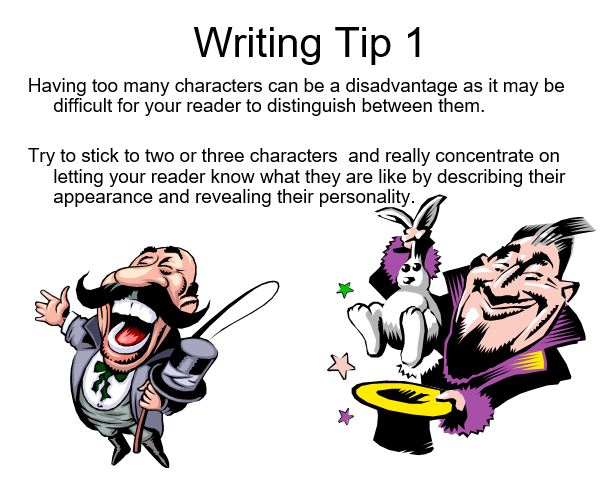 Writing Tip 1
Having too many characters can be a disadvantage as it may be
difficult for your reader to distinguish between them.
Try to stick to two or three characters  and really concentrate on
letting your reader know what they are like by describing their
appearance and revealing their personality.